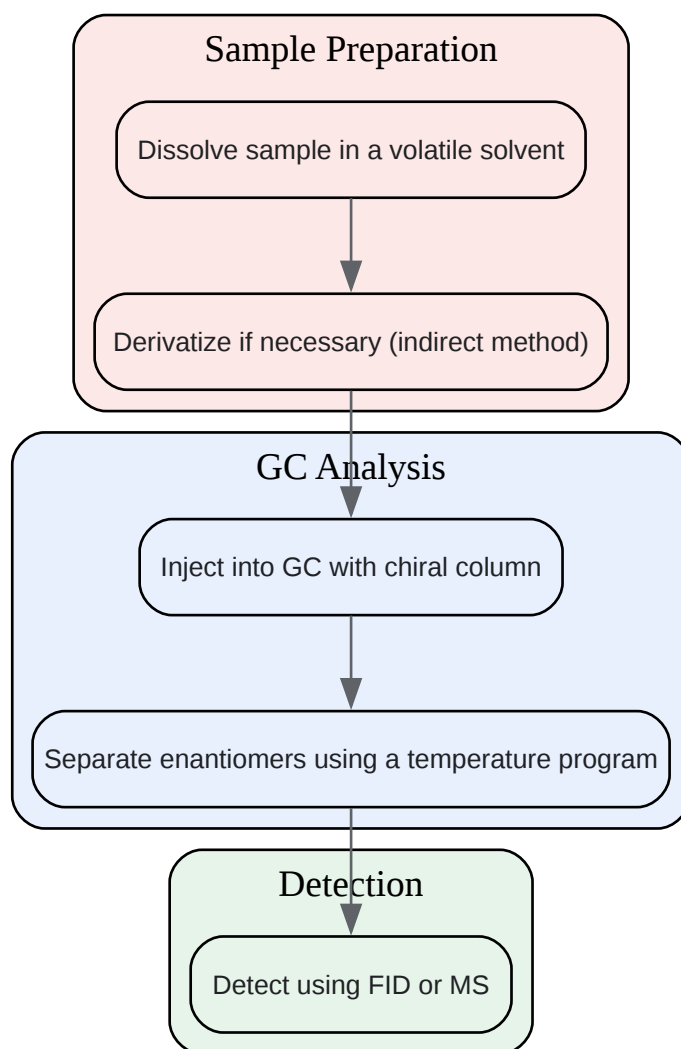 Sample Preparation
Dissolve sample in a volatile solvent
Derivatize if necessary (indirect method)
GC Analysis
Inject into GC with chiral column
Separate enantiomers using a temperature program
Detection
Detect using FID or MS